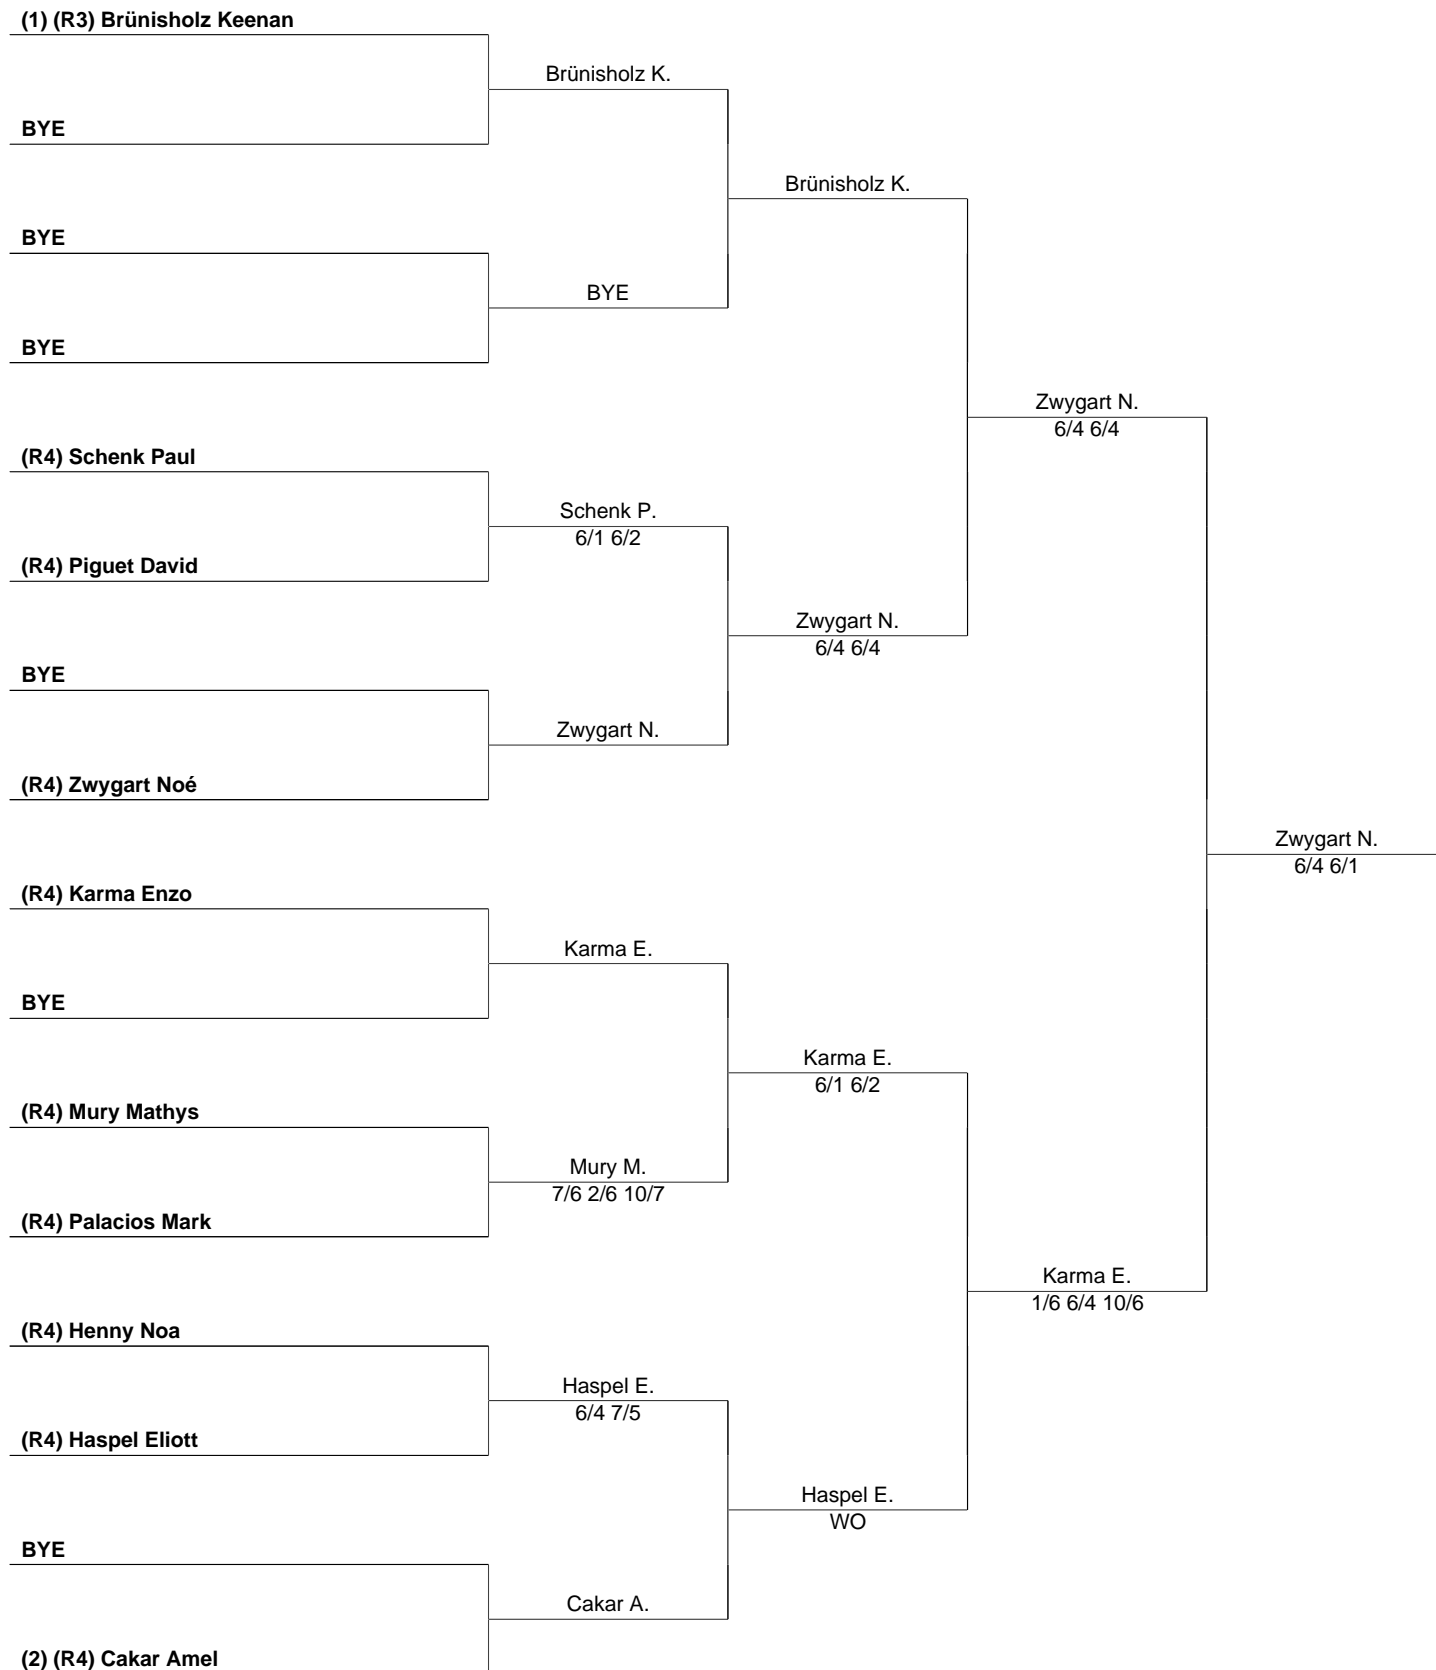 (1) (R3) Brünisholz Keenan
Brünisholz K.
BYE
Brünisholz K.
BYE
BYE
BYE
Zwygart N.
6/4 6/4
(R4) Schenk Paul
Schenk P.
6/1 6/2
(R4) Piguet David
Zwygart N.
6/4 6/4
BYE
Zwygart N.
(R4) Zwygart Noé
Zwygart N.
6/4 6/1
(R4) Karma Enzo
Karma E.
BYE
Karma E.
6/1 6/2
(R4) Mury Mathys
Mury M.
7/6 2/6 10/7
(R4) Palacios Mark
Karma E.
1/6 6/4 10/6
(R4) Henny Noa
Haspel E.
6/4 7/5
(R4) Haspel Eliott
Haspel E.
WO
BYE
Cakar A.
(2) (R4) Cakar Amel